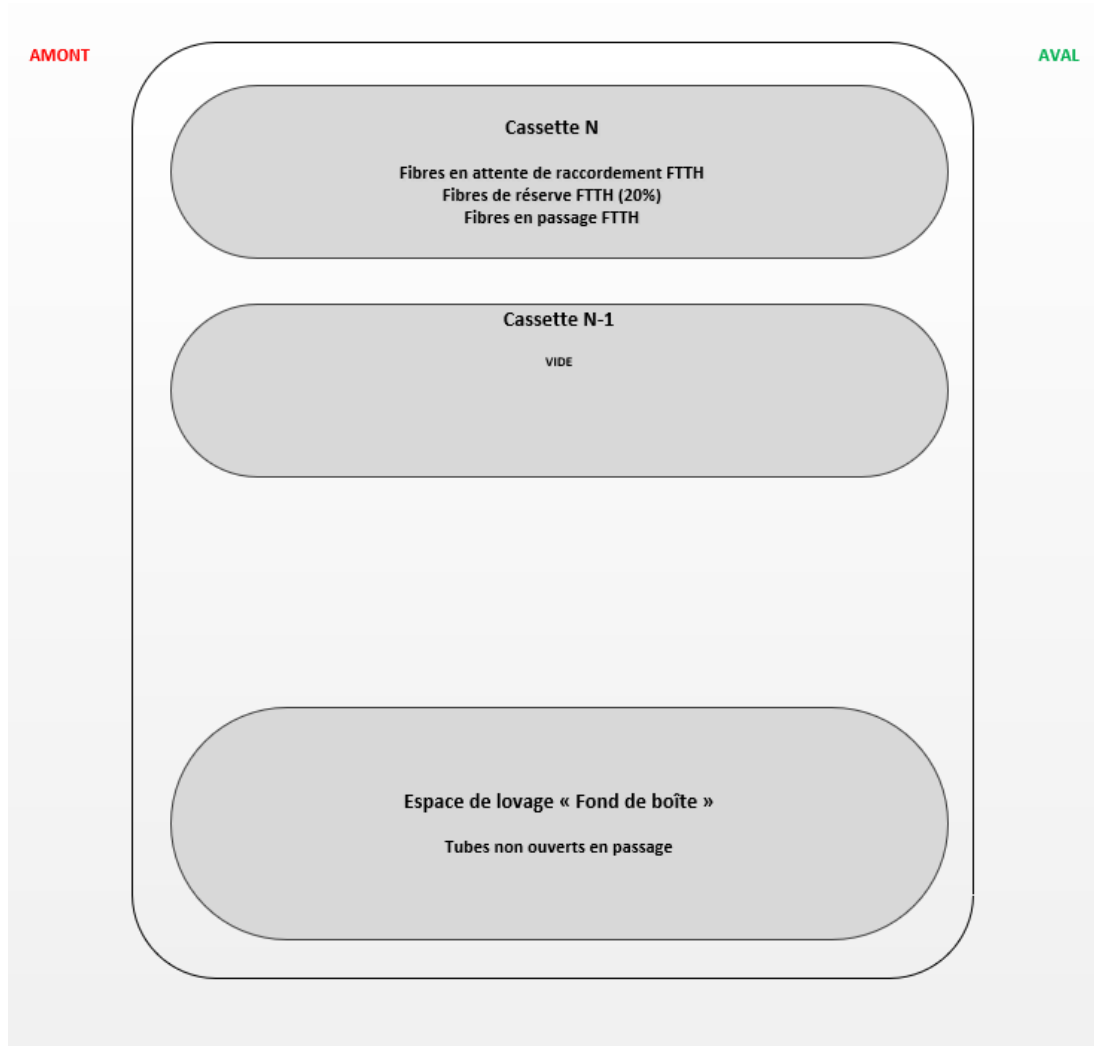 AMONT
AVAL
Cassette N
Fibres en attente de raccordement FTTH
Fibres de réserve FTTH (20%)
Fibres en passage FTTH
Cassette N-1
VIDE
Espace de lovage « Fond de boîte »
Tubes non ouverts en passage